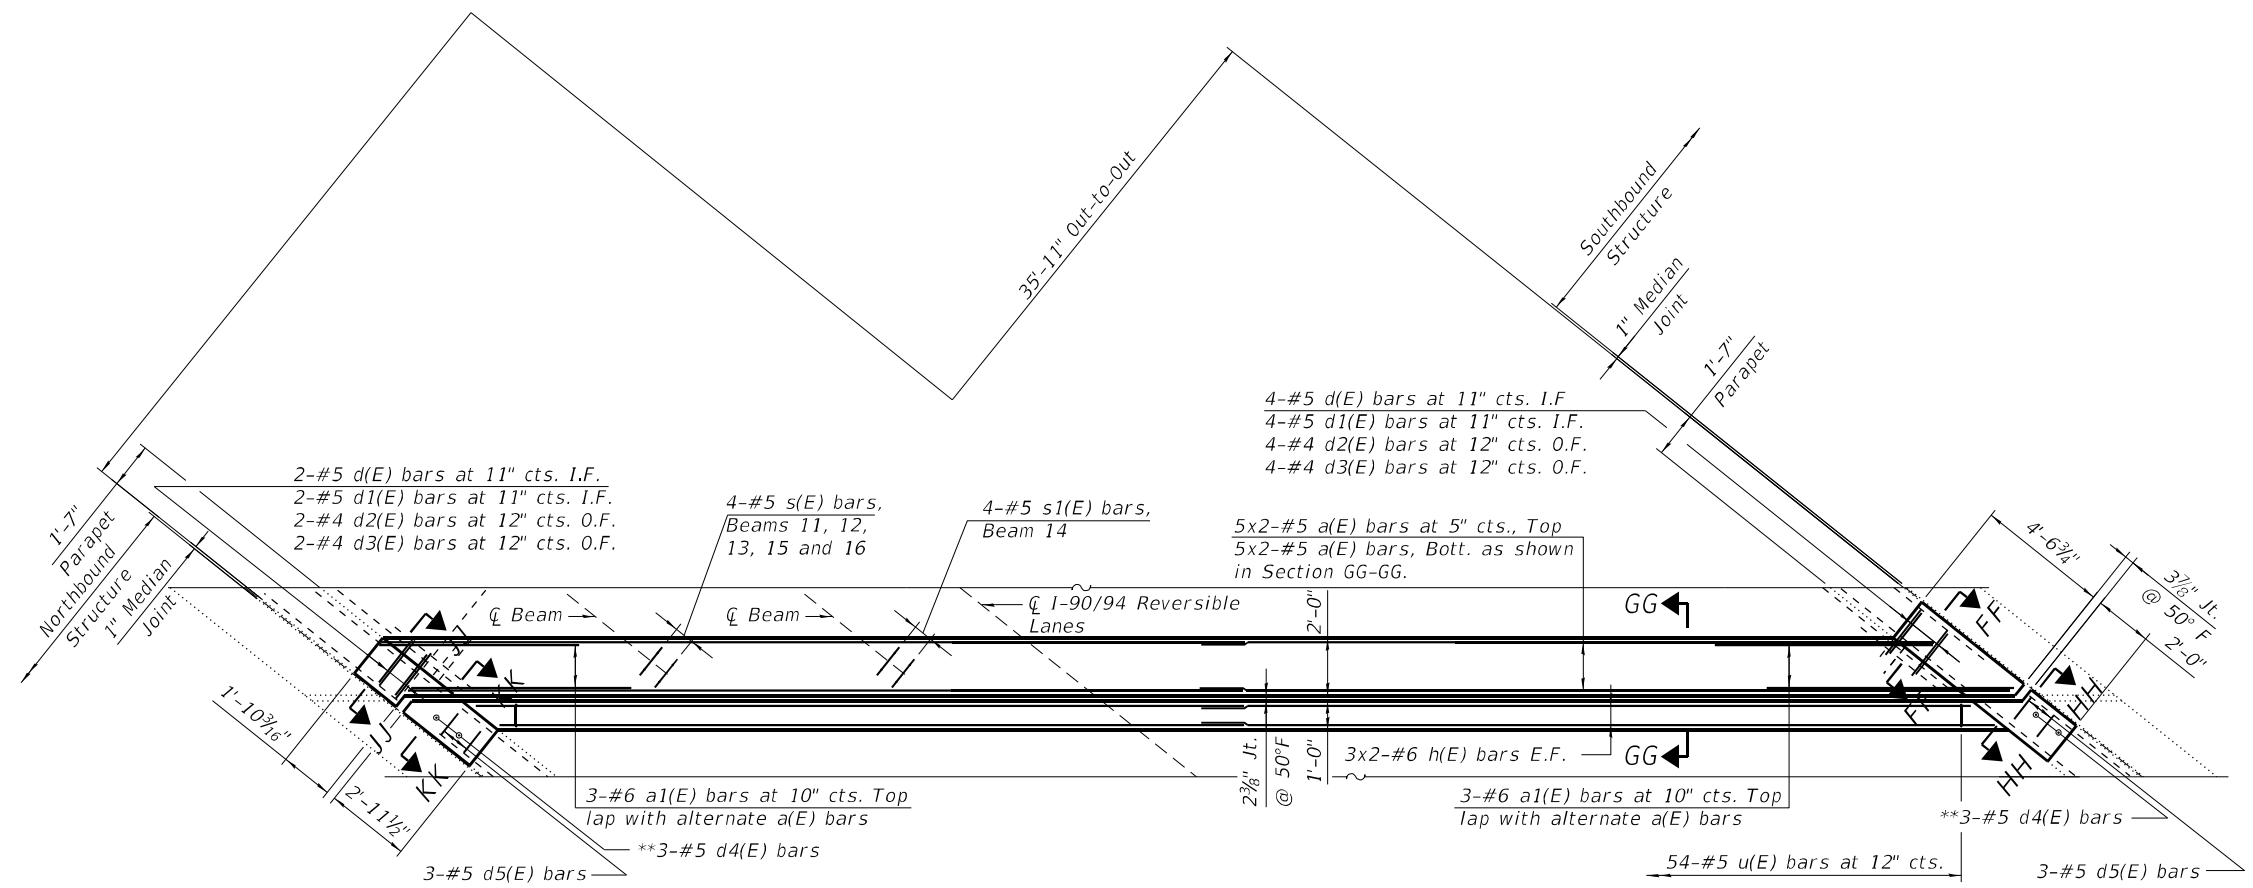 35'-11" Out-to-Out
Southbound
Structure
1" Median
Joint
1'-7"
Parapet
4-#5 d(E) bars at 11" cts. I.F
4-#5 d1(E) bars at 11" cts. I.F.
4-#4 d2(E) bars at 12" cts. O.F.
4-#4 d3(E) bars at 12" cts. O.F.
2-#5 d(E) bars at 11" cts. I.F.
2-#5 d1(E) bars at 11" cts. I.F.
2-#4 d2(E) bars at 12" cts. O.F.
2-#4 d3(E) bars at 12" cts. O.F.
1'-7"
Parapet
Northbound
Structure
1" Median
Joint
4-#5 s(E) bars,
Beams 11, 12,
13, 15 and 16
4-#5 s1(E) bars,
Beam 14
5x2-#5 a(E) bars at 5" cts., Top
5x2-#5 a(E) bars, Bott. as shown
in Section GG-GG.
4'-6¾"
3⅞" Jt.
@ 50° F
2'-0"
℄ Beam
℄ Beam
℄ I-90/94 Reversible
Lanes
2'-0"
GG
FF
JJ
KK
FF
HH
JJ
KK
GG
HH
1'-10 3/16"
2'-11½"
2⅜" Jt.
@ 50°F
1'-0"
3x2-#6 h(E) bars E.F.
3-#6 a1(E) bars at 10" cts. Top
lap with alternate a(E) bars
3-#6 a1(E) bars at 10" cts. Top
lap with alternate a(E) bars
**3-#5 d4(E) bars
3-#5 d5(E) bars
**3-#5 d4(E) bars
54-#5 u(E) bars at 12" cts.
3-#5 d5(E) bars